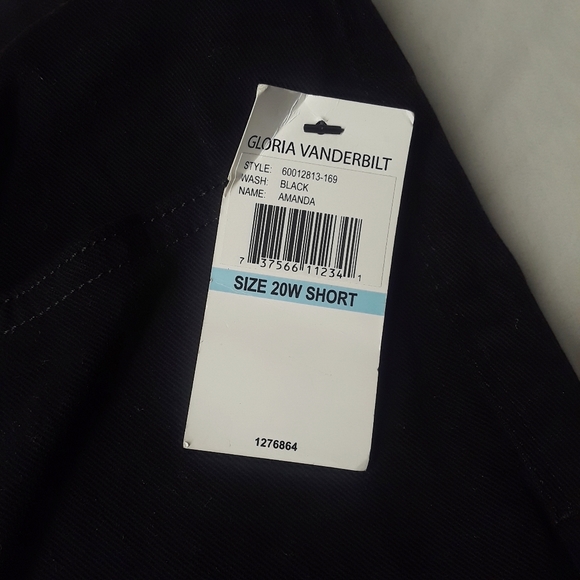 GLORIA VANDERBILT
STYLE: 60012813-169
WASH: BLACK
NAME: AMANDA
7 37566 11234 1
SIZE 20W SHORT
1276864